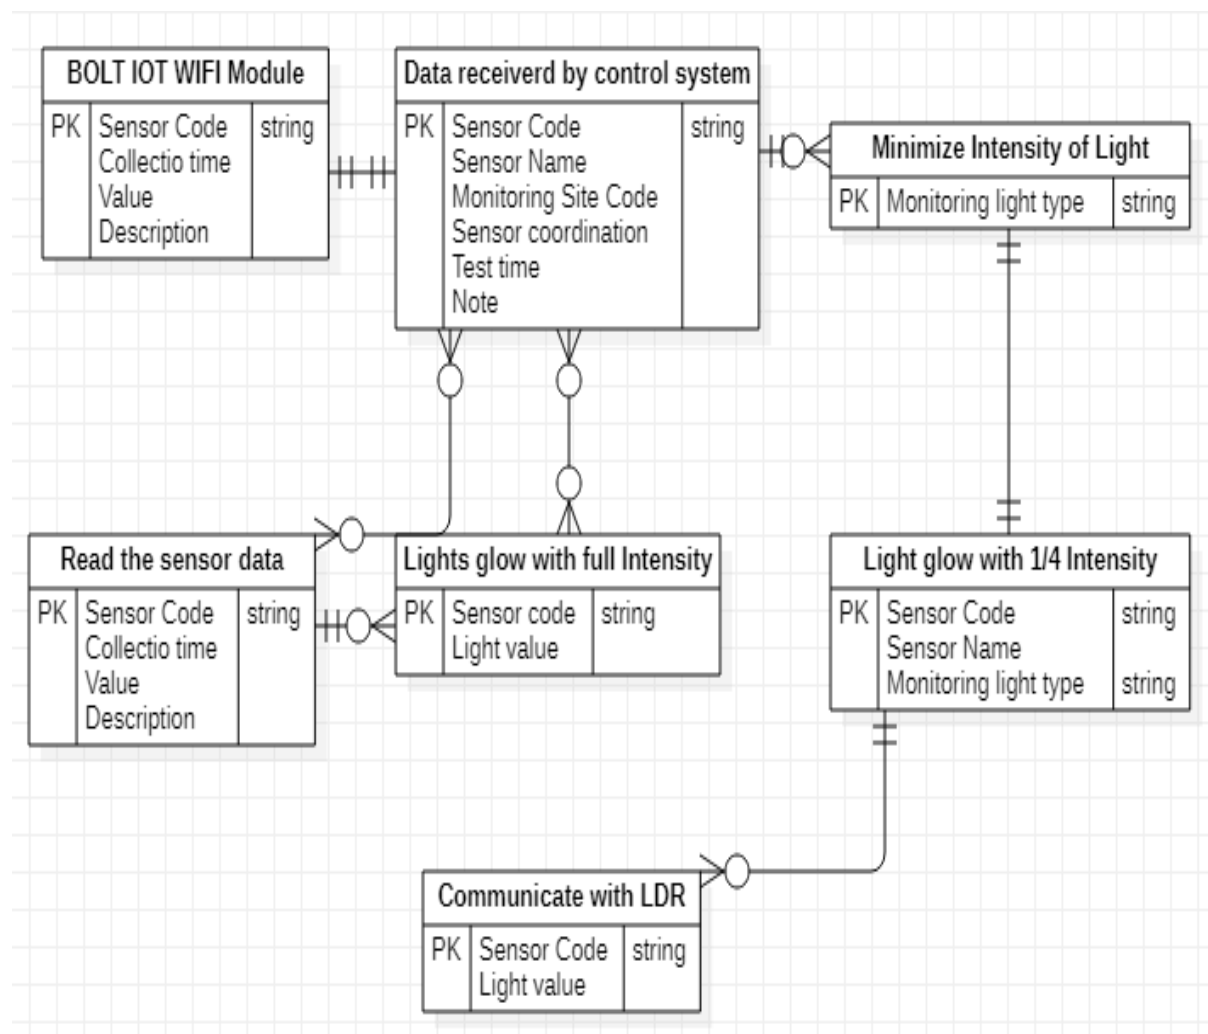 BOLT IOT WIFI Module
PK Sensor Code string
Collectio time
Value
Description
Data receiverd by control system
PK Sensor Code string
Sensor Name
Monitoring Site Code
Sensor coordination
Test time
Note
Minimize Intensity of Light
PK Monitoring light type string
Read the sensor data
PK Sensor Code string
Collectio time
Value
Description
Lights glow with full Intensity
PK Sensor code string
Light value
Light glow with 1/4 Intensity
PK Sensor Code string
Sensor Name
Monitoring light type string
Communicate with LDR
PK Sensor Code string
Light value